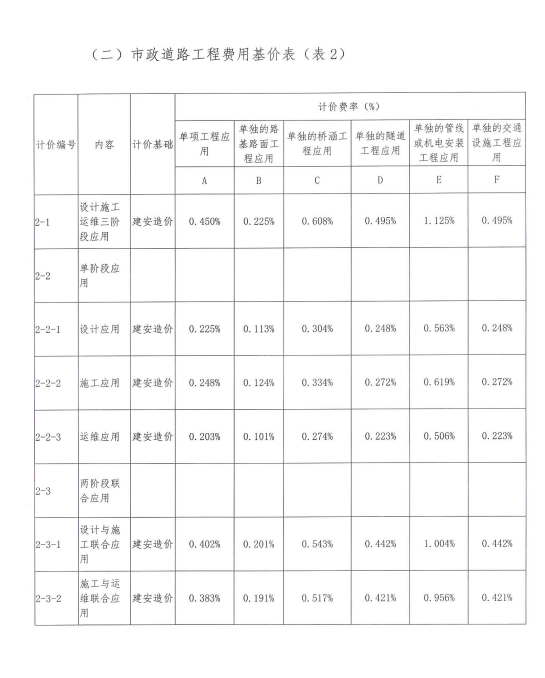 （二）市政道路工程费用基价表（表 2）
计价编号 内容 计价基础 计价费率（%）
单项工程应用 单独的路基路面工程应用 单独的桥涵工程应用 单独的隧道工程应用 单独的管线或机电安装工程应用 单独的交通设施工程应用
A B C D E F
2-1 设计施工运维三阶段应用 建安造价 0.450% 0.225% 0.608% 0.495% 1.125% 0.495%
2-2 单阶段应用
2-2-1 设计应用 建安造价 0.225% 0.113% 0.304% 0.248% 0.563% 0.248%
2-2-2 施工应用 建安造价 0.248% 0.124% 0.334% 0.272% 0.619% 0.272%
2-2-3 运维应用 建安造价 0.203% 0.101% 0.274% 0.223% 0.506% 0.223%
2-3 两阶段联合应用
2-3-1 设计与施工联合应用 建安造价 0.402% 0.201% 0.543% 0.442% 1.004% 0.442%
2-3-2 施工与运维联合应用 建安造价 0.383% 0.191% 0.517% 0.421% 0.956% 0.421%